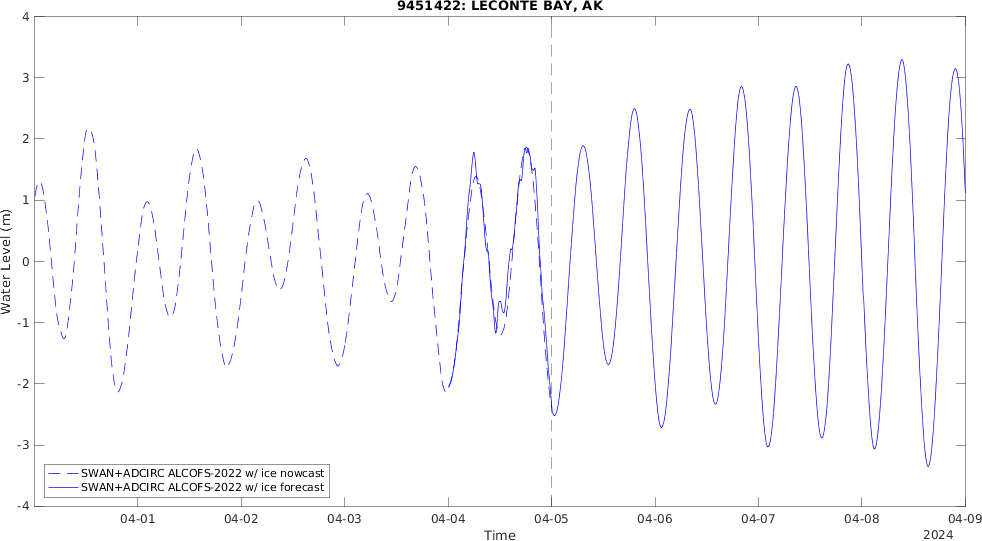 9451422: LECONTE BAY, AK
4
3
2
1
0
-1
-2
-3
-4
Water Level (m)
SWAN+ADCIRC ALCOFS-2022 w/ ice nowcast
SWAN+ADCIRC ALCOFS-2022 w/ ice forecast
04-01 04-02 04-03 04-04 04-05 04-06 04-07 04-08 04-09
Time
2024